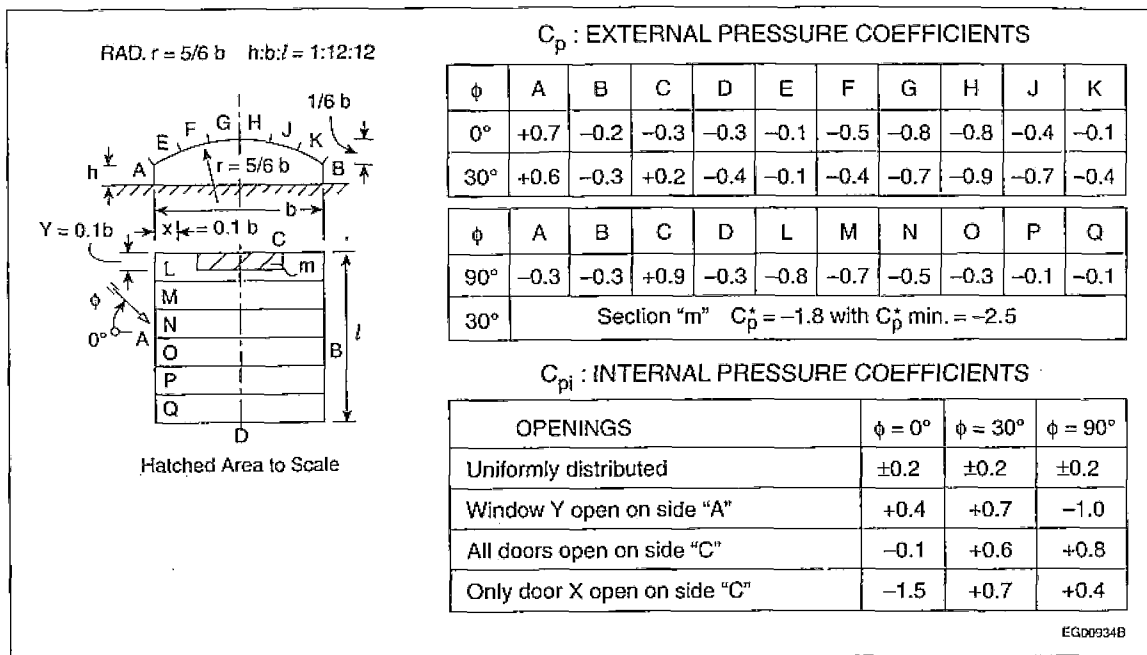 RAD. r = 5/6 b h:b:l = 1:12:12
1/6 b
E F G H J K
A B
h
r = 5/6 b
b
Y = 0.1b
x = 0.1 b
C
L m
M
φ
N
0° A
O B l
P
Q
D
Hatched Area to Scale
Cp : EXTERNAL PRESSURE COEFFICIENTS
φ A B C D E F G H J K
0° +0.7 −0.2 −0.3 −0.3 −0.1 −0.5 −0.8 −0.8 −0.4 −0.1
30° +0.6 −0.3 +0.2 −0.4 −0.1 −0.4 −0.7 −0.9 −0.7 −0.4
φ A B C D L M N O P Q
90° −0.3 −0.3 +0.9 −0.3 −0.8 −0.7 −0.5 −0.3 −0.1 −0.1
30° Section "m" C*p = −1.8 with C*p min. = −2.5
Cpi : INTERNAL PRESSURE COEFFICIENTS
OPENINGS φ = 0° φ = 30° φ = 90°
Uniformly distributed ±0.2 ±0.2 ±0.2
Window Y open on side "A" +0.4 +0.7 −1.0
All doors open on side "C" −0.1 +0.6 +0.8
Only door X open on side "C" −1.5 +0.7 +0.4
EG00934B